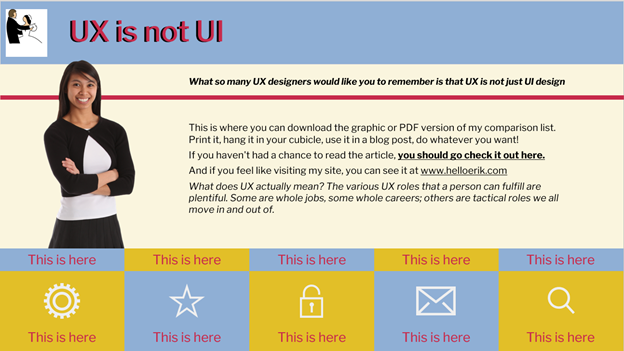 UX is not UI
What so many UX designers would like you to remember is that UX is not just UI design
This is where you can download the graphic or PDF version of my comparison list.
Print it, hang it in your cubicle, use it in a blog post, do whatever you want!
If you haven't had a chance to read the article, you should go check it out here.
And if you feel like visiting my site, you can see it at www.helloerik.com
What does UX actually mean? The various UX roles that a person can fulfill are
plentiful. Some are whole jobs, some whole careers; others are tactical roles we all
move in and out of.
This is here This is here This is here This is here This is here
This is here This is here This is here This is here This is here